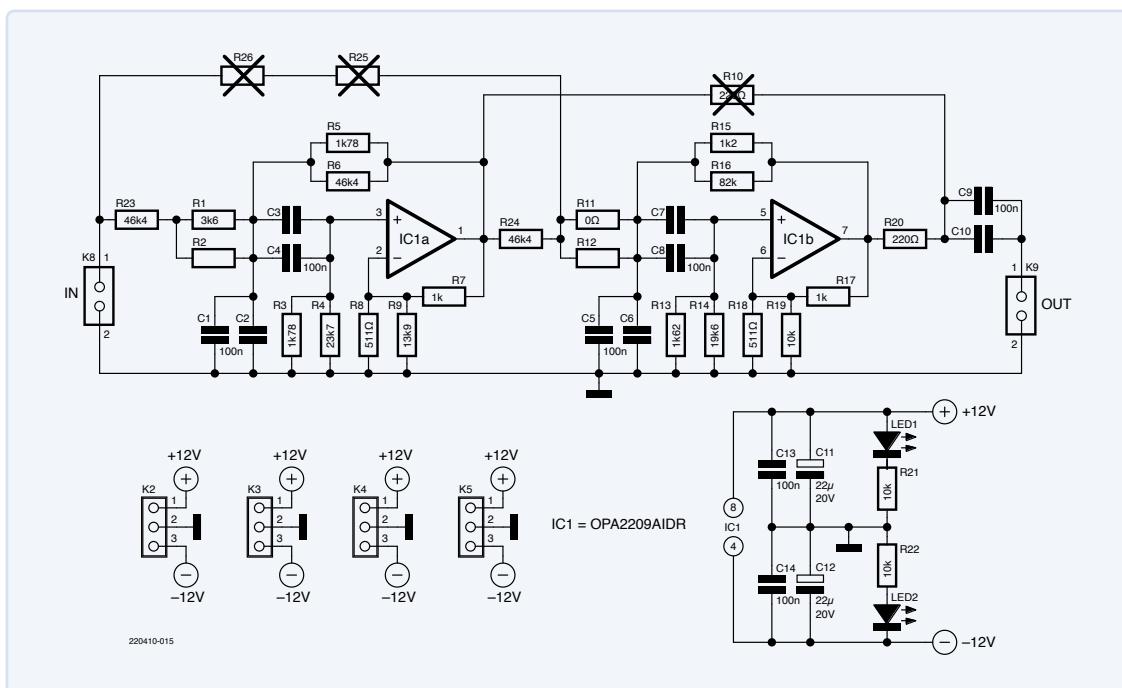 R26
R25
R10
22 Ω
R5
1k78
R15
1k2
R6
46k4
R16
82k
R23
46k4
R1
3k6
C3
3
R11
0Ω
C7
5
C9
100n
R2
C4
100n
2
IC1a
1
R24
46k4
R12
C8
100n
6
IC1b
7
R20
220Ω
C10
K8
1
IN
2
R7
1k
R17
1k
1
K9
OUT
2
C1
100n
C2
R3
1k78
R4
23k7
R8
511Ω
R9
13k9
C5
100n
C6
R13
1k62
R14
19k6
R18
511Ω
R19
10k
+12V
LED1
C13
100n
C11
22µ
20V
R21
10k
8
IC1
4
R22
10k
C14
100n
C12
22µ
20V
LED2
–12V
+12V
K2
1
2
3
–12V
+12V
K3
1
2
3
–12V
+12V
K4
1
2
3
–12V
+12V
K5
1
2
3
–12V
IC1 = OPA2209AIDR
220410-015